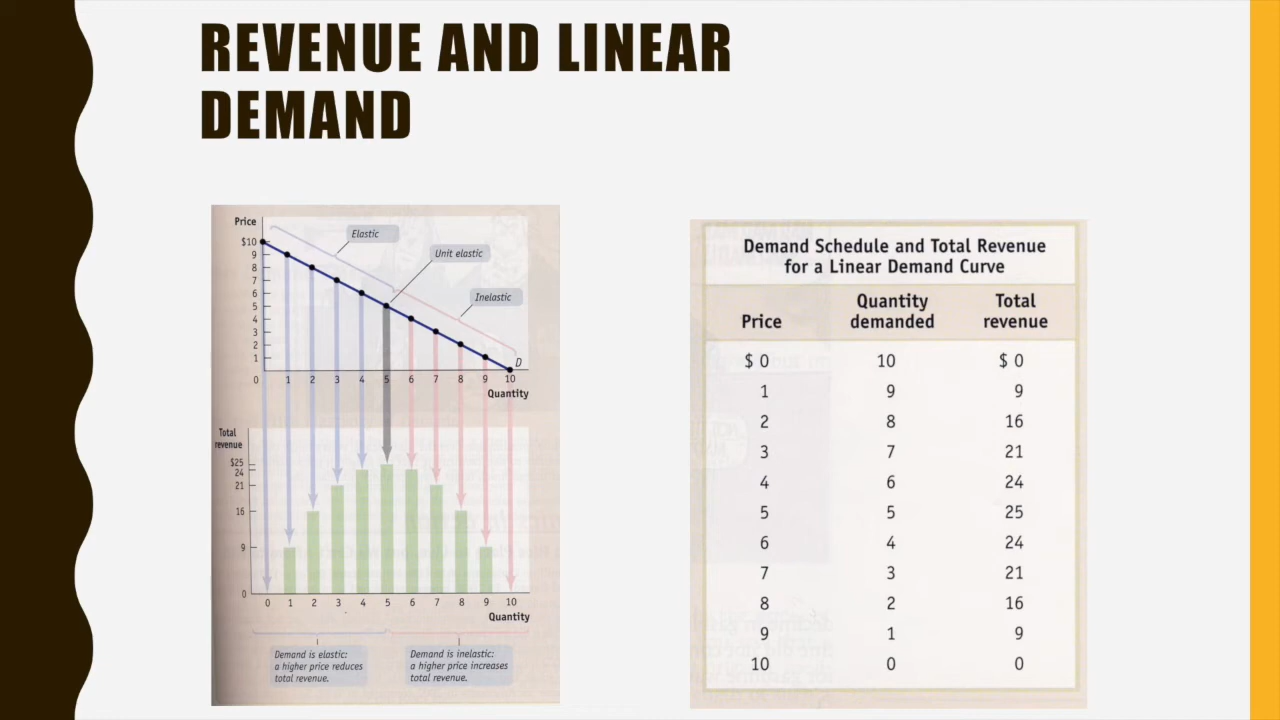 REVENUE AND LINEAR
DEMAND
Price
$10
9
8
7
6
5
4
3
2
1
Elastic
Unit elastic
Inelastic
D
0 1 2 3 4 5 6 7 8 9 10
Quantity
Total
revenue
$25
24
21
16
9
0
0 1 2 3 4 5 6 7 8 9 10
Quantity
Demand is elastic:
a higher price reduces
total revenue.
Demand is inelastic:
a higher price increases
total revenue.
Demand Schedule and Total Revenue
for a Linear Demand Curve
Price Quantity demanded Total revenue
$ 0 10 $ 0
1 9 9
2 8 16
3 7 21
4 6 24
5 5 25
6 4 24
7 3 21
8 2 16
9 1 9
10 0 0